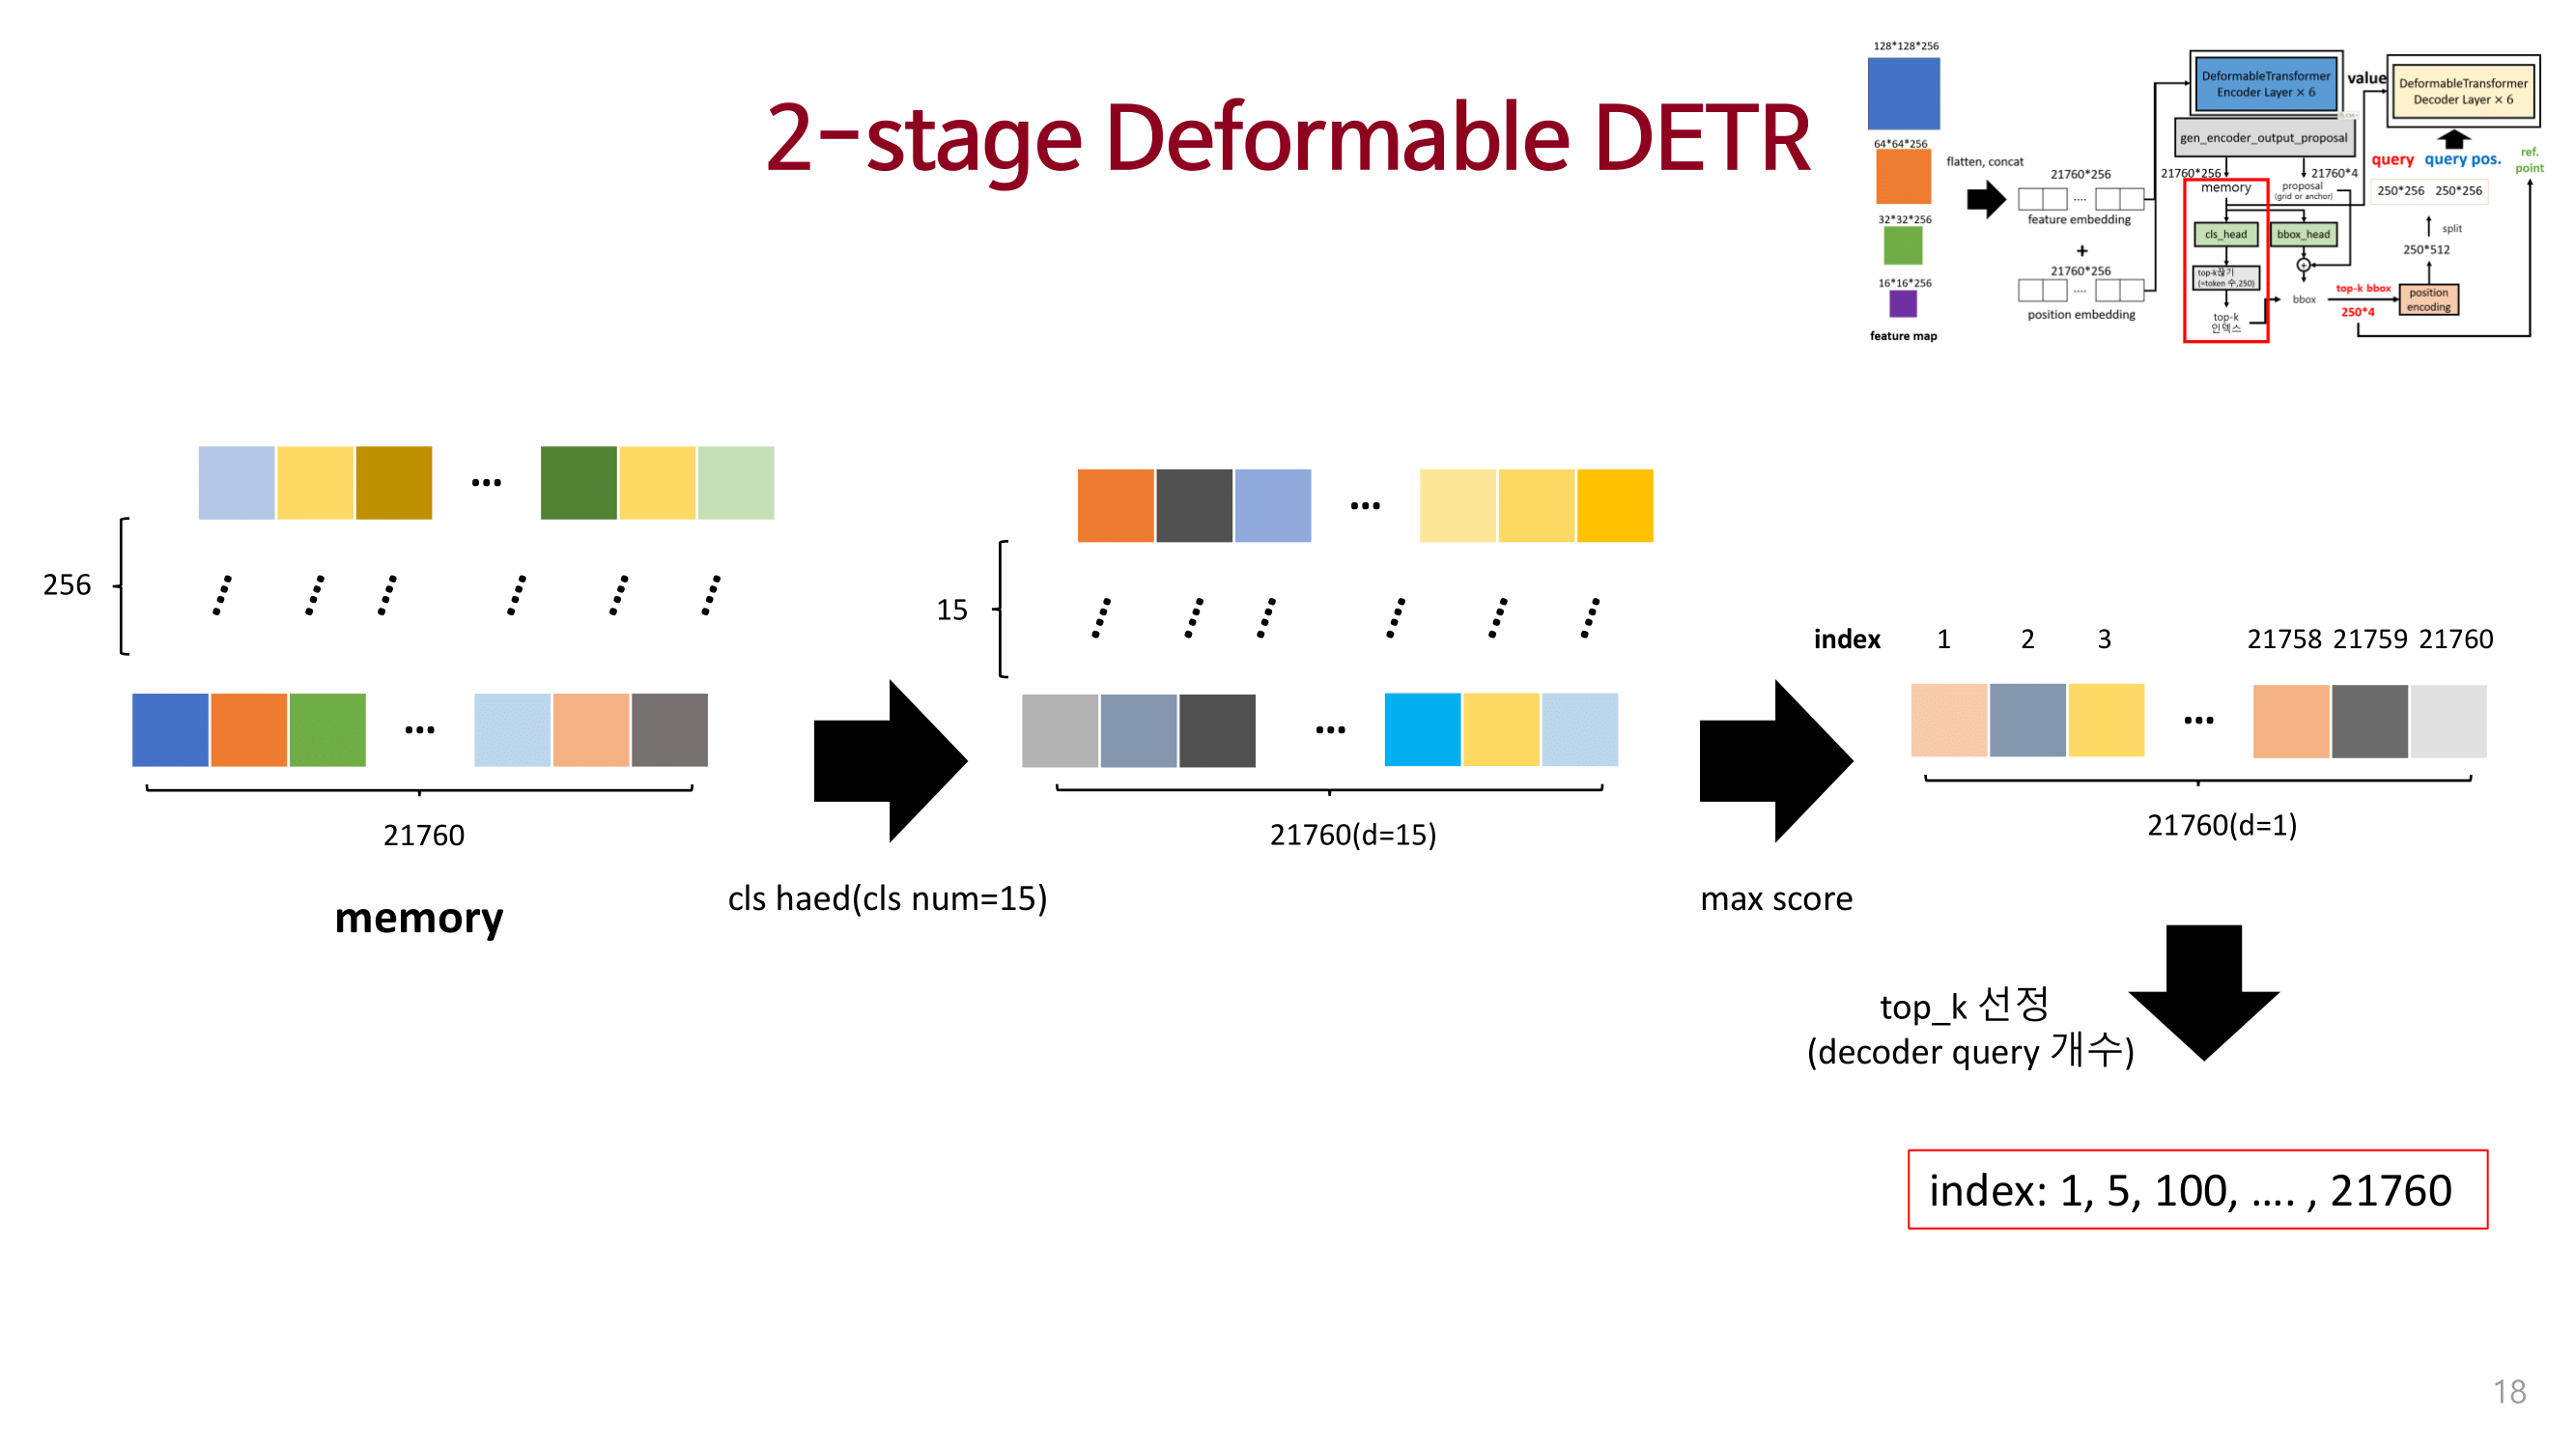 2-stage Deformable DETR
128*128*256
64*64*256
32*32*256
16*16*256
feature map
flatten, concat
21760*256
....
feature embedding
+
21760*256
....
position embedding
DeformableTransformer
Encoder Layer × 6
value
DeformableTransformer
Decoder Layer × 6
gen_encoder_output_proposal
21760*256
21760*4
memory
proposal
(grid or anchor)
query
query pos.
ref.
point
250*256
250*256
cls_head
bbox_head
split
250*512
top-k끊기
(=token 수,250)
+
bbox
top-k bbox
250*4
position
encoding
top-k
인덱스
...
256
21760
memory
cls haed(cls num=15)
...
15
...
21760(d=15)
max score
index 1 2 3 21758 21759 21760
...
21760(d=1)
top_k 선정
(decoder query 개수)
index: 1, 5, 100, .... , 21760
18